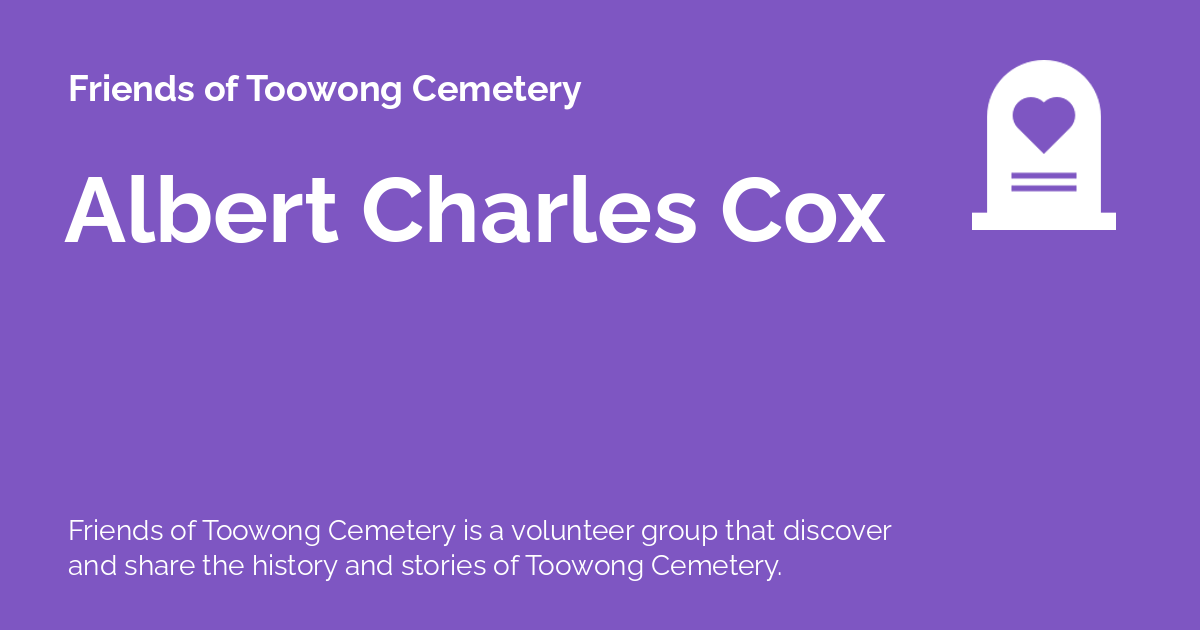 Friends of Toowong Cemetery
Albert Charles Cox
Friends of Toowong Cemetery is a volunteer group that discover
and share the history and stories of Toowong Cemetery.